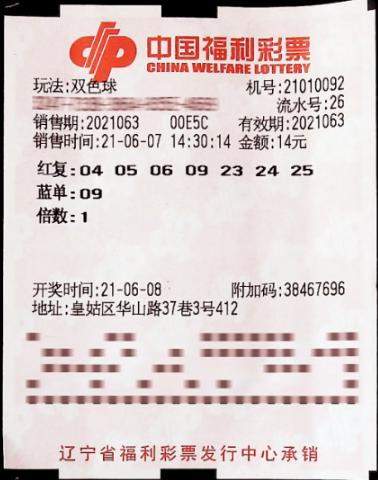 中国福利彩票
CHINA WELFARE LOTTERY
玩法:双色球 机号:21010092
流水号:26
销售期:2021063 00E5C 有效期:2021063
销售时间:21-06-07 14:30:14 金额:14元
红复:04 05 06 09 23 24 25
蓝单:09
倍数:1
开奖时间:21-06-08 附加码:38467696
地址:皇姑区华山路37巷3号412
辽宁省福利彩票发行中心承销